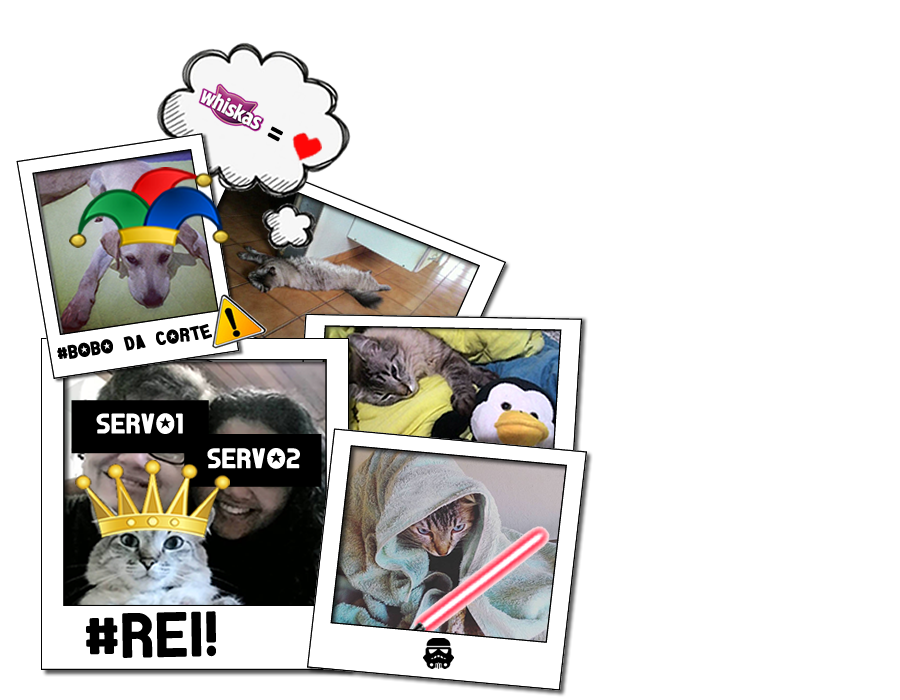 whiskas
=
#BOBO DA CORTE
!
SERVO1
SERVO2
#REI!